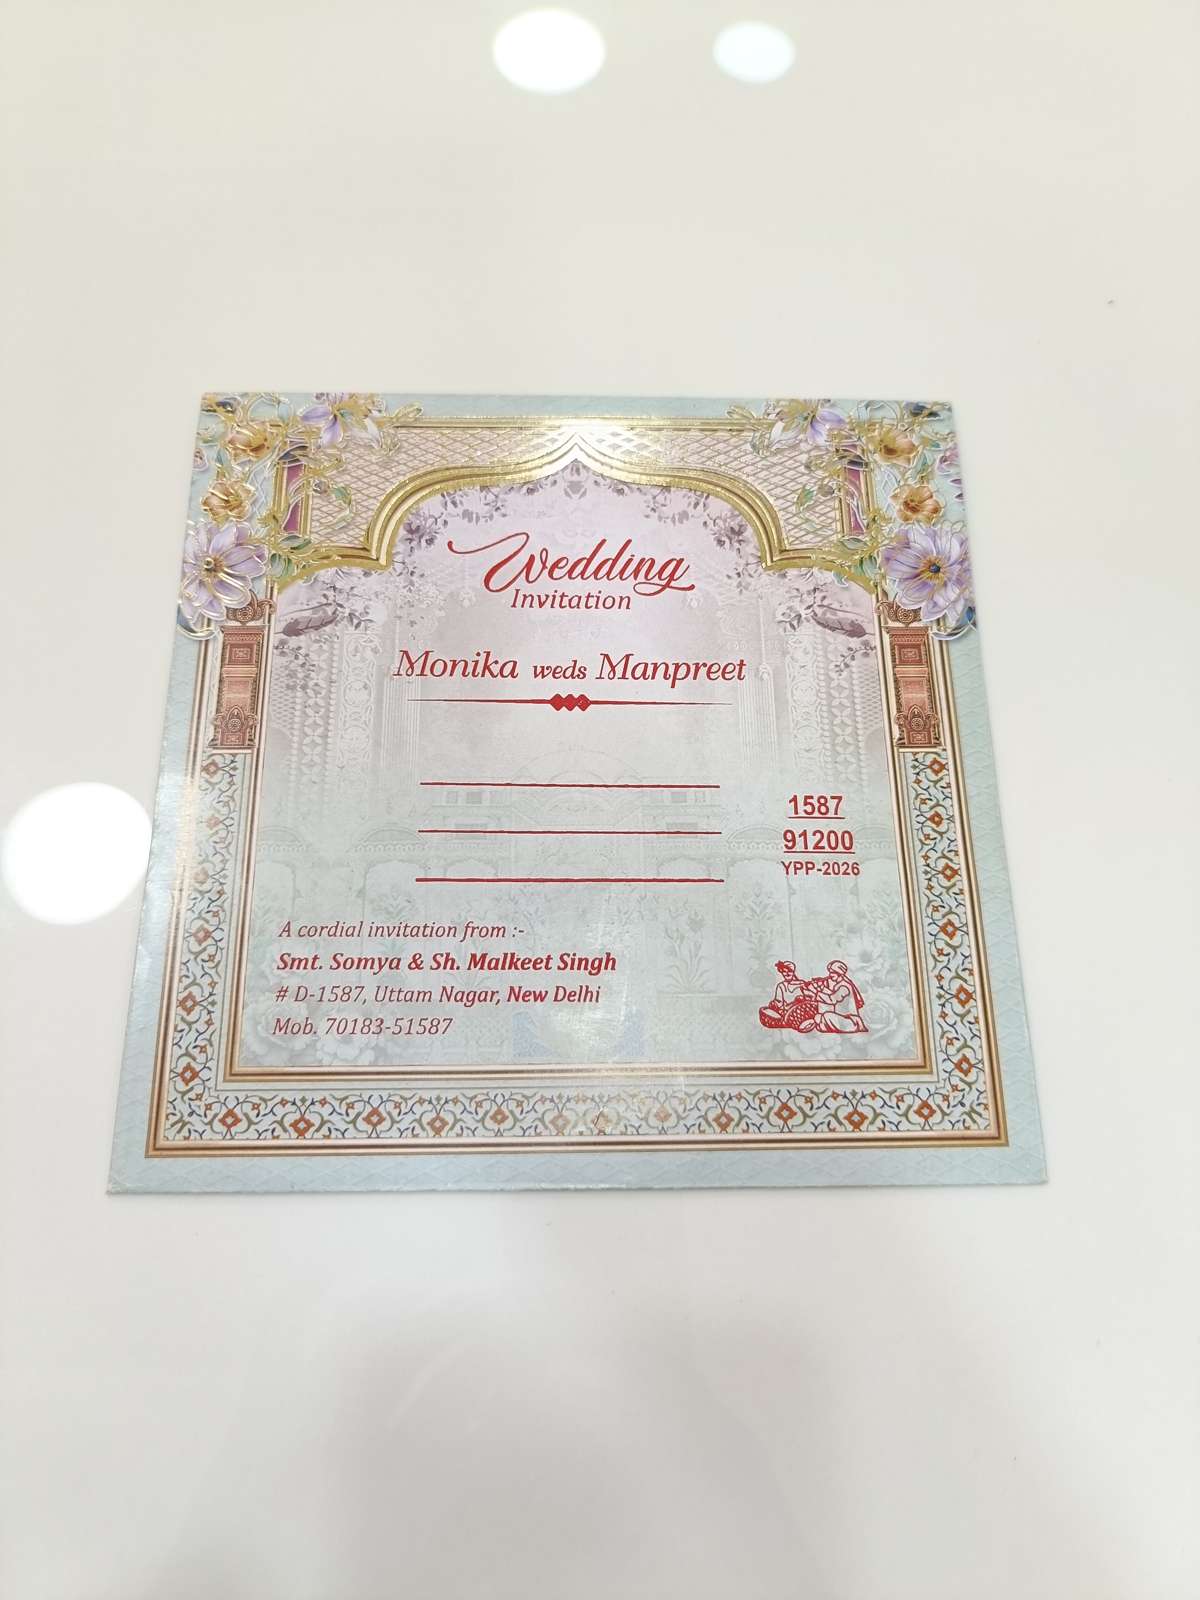 Wedding
Invitation
Monika weds Manpreet
1587
91200
YPP-2026
A cordial invitation from :-
Smt. Somya & Sh. Malkeet Singh
# D-1587, Uttam Nagar, New Delhi
Mob. 70183-51587